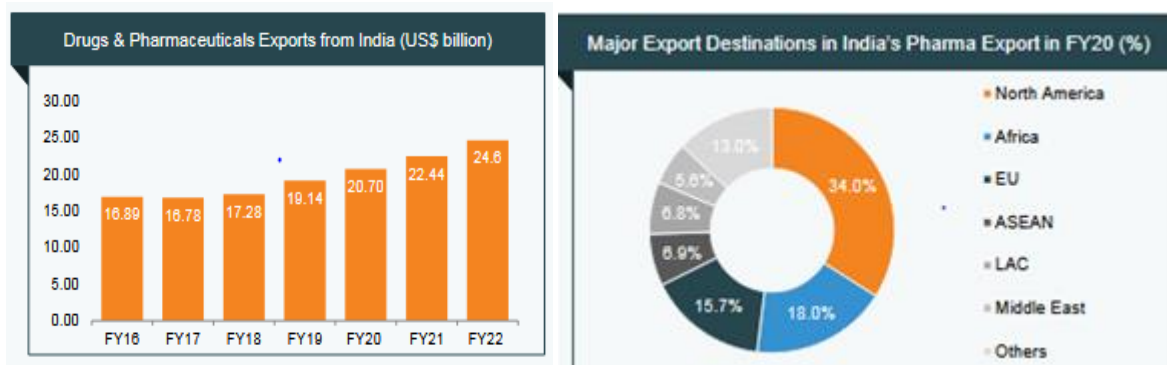 Drugs & Pharmaceuticals Exports from India (US$ billion)
30.00
25.00
20.00
15.00
10.00
5.00
0.00
16.89
16.78
17.28
19.14
20.70
22.44
24.6
FY16 FY17 FY18 FY19 FY20 FY21 FY22
Major Export Destinations in India's Pharma Export in FY20 (%)
34.0%
18.0%
15.7%
6.9%
6.8%
5.6%
13.0%
North America
Africa
EU
ASEAN
LAC
Middle East
Others